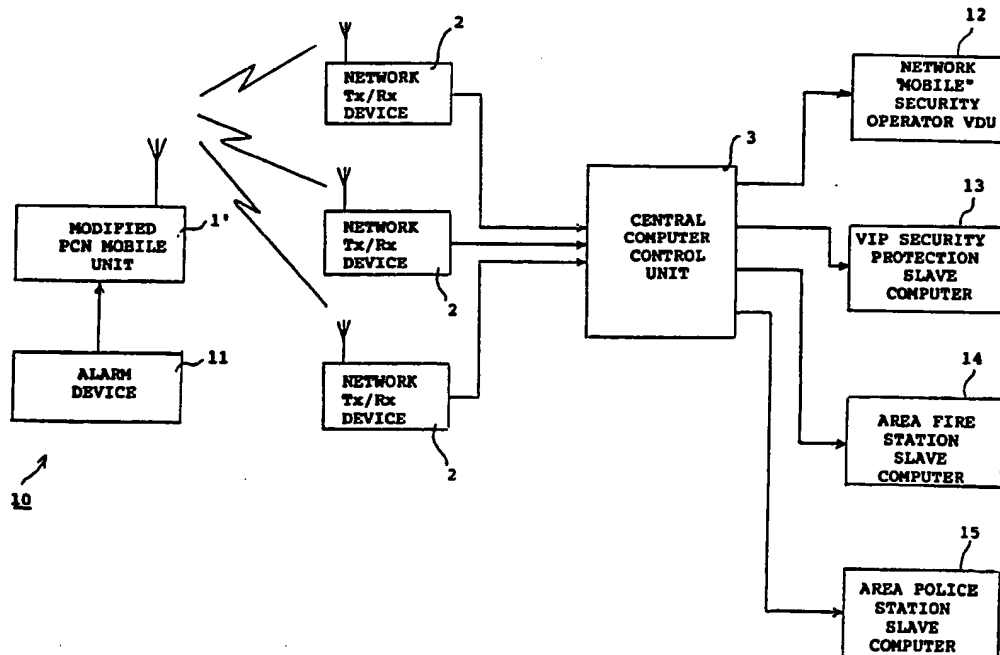 2
NETWORK
Tx/Rx
DEVICE
12
NETWORK
"MOBILE"
SECURITY
OPERATOR VDU
1'
MODIFIED
PCN MOBILE
UNIT
NETWORK
Tx/Rx
DEVICE
2
3
CENTRAL
COMPUTER
CONTROL
UNIT
13
VIP SECURITY
PROTECTION
SLAVE
COMPUTER
11
ALARM
DEVICE
NETWORK
Tx/Rx
DEVICE
2
14
AREA FIRE
STATION
SLAVE
COMPUTER
10
15
AREA POLICE
STATION
SLAVE
COMPUTER